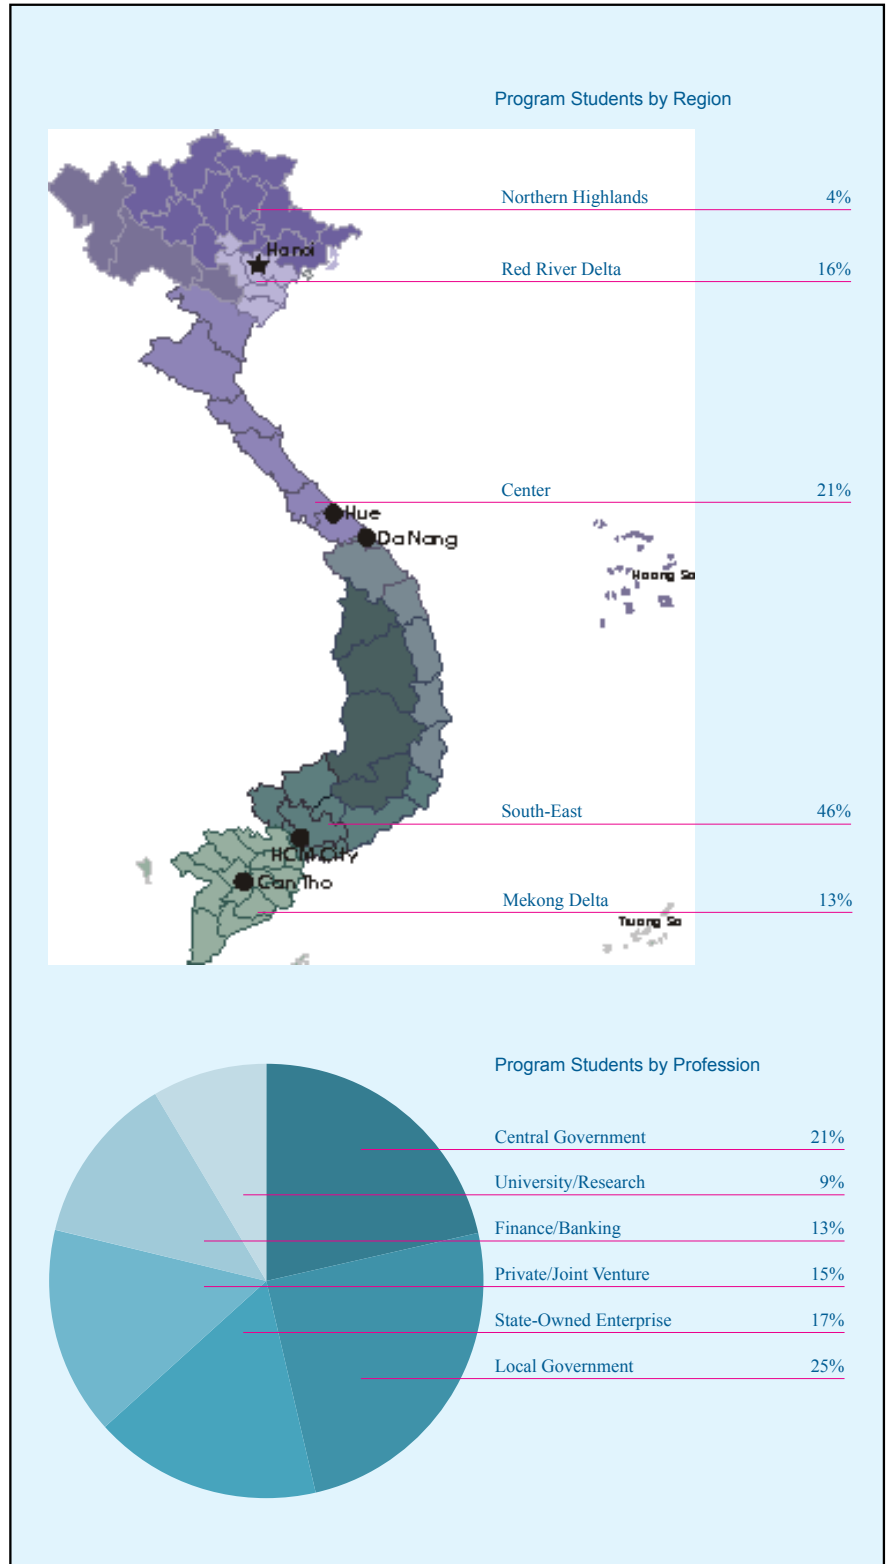 Program Students by Region
Northern Highlands 4%
Hanoi
Red River Delta 16%
Center 21%
Hue
Da Nang
Hoang Sa
South-East 46%
HCM City
Can Tho
Mekong Delta 13%
Truong Sa
Program Students by Profession
Central Government 21%
University/Research 9%
Finance/Banking 13%
Private/Joint Venture 15%
State-Owned Enterprise 17%
Local Government 25%